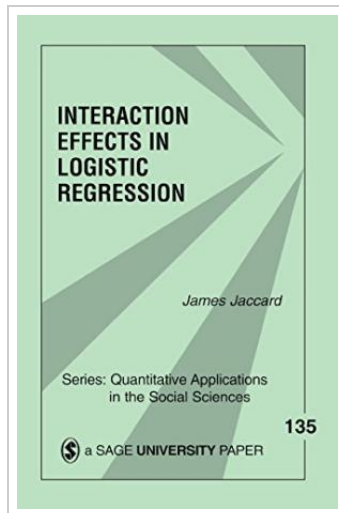 INTERACTION
EFFECTS IN
LOGISTIC
REGRESSION
James Jaccard
Series: Quantitative Applications
in the Social Sciences
135
S a SAGE UNIVERSITY PAPER